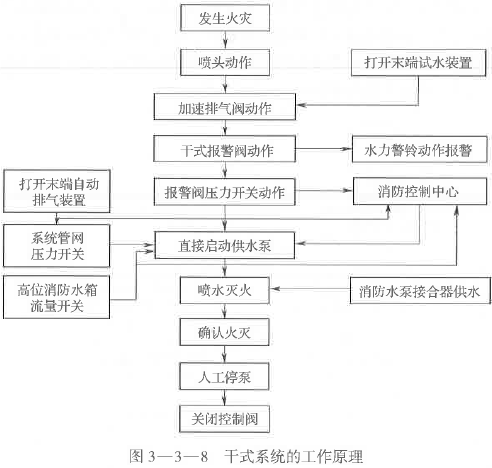 发生火灾
喷头动作
打开末端试水装置
加速排气阀动作
干式报警阀动作
水力警铃动作报警
打开末端自动
排气装置
报警阀压力开关动作
消防控制中心
系统管网
压力开关
直接启动供水泵
高位消防水箱
流量开关
喷水灭火
消防水泵接合器供水
确认火灭
人工停泵
关闭控制阀
图3—3—8 干式系统的工作原理